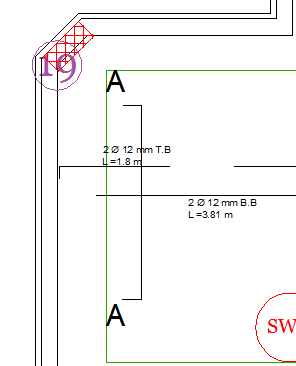 19
A
2 Ø 12 mm T.B
L =1.8 m
2 Ø 12 mm B.B
L =3.81 m
A
SW